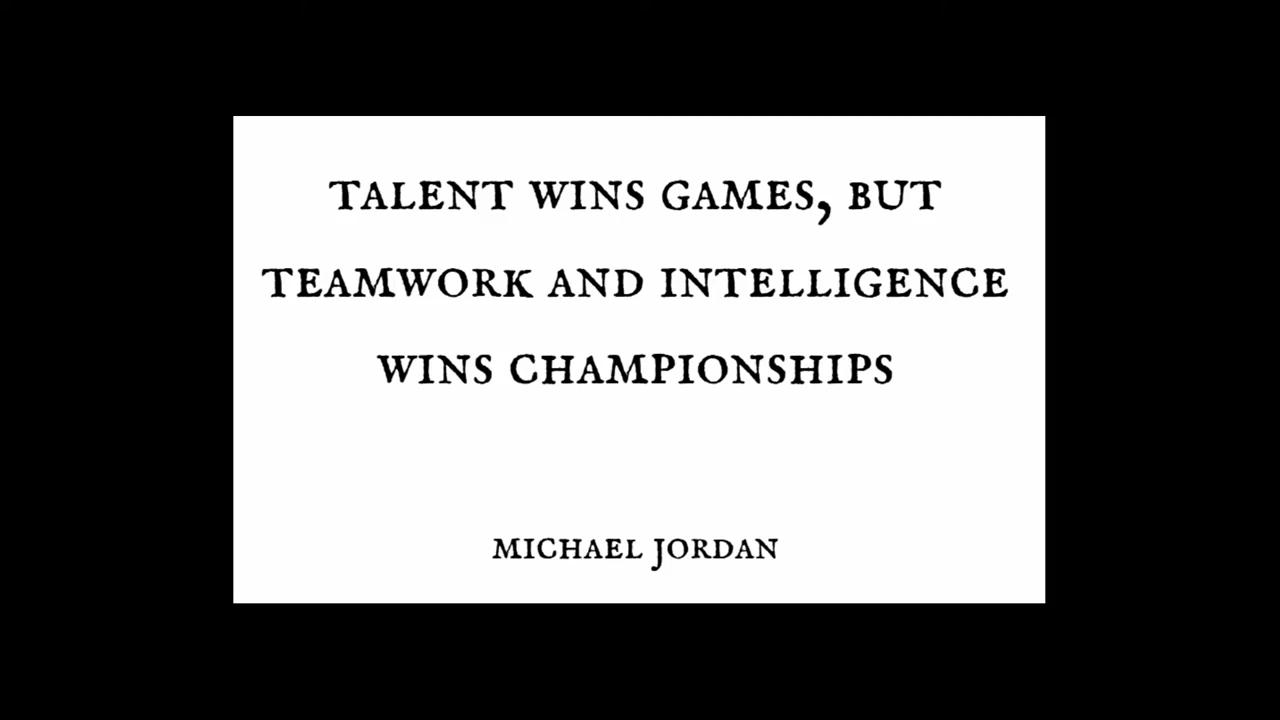 TALENT WINS GAMES, BUT
TEAMWORK AND INTELLIGENCE
WINS CHAMPIONSHIPS
MICHAEL JORDAN